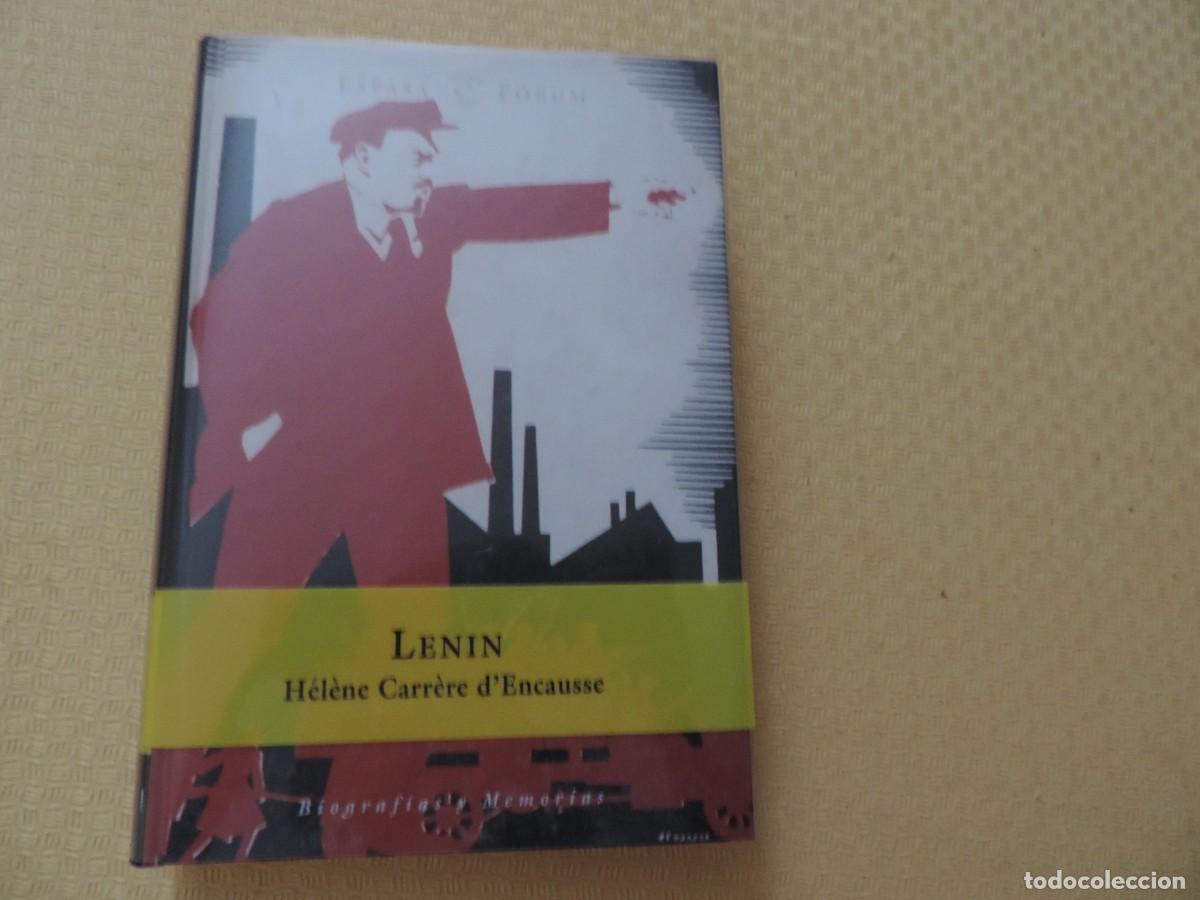 ESPASA FORUM
LENIN
Hélène Carrère d'Encausse
Biografías y Memorias
todocoleccion